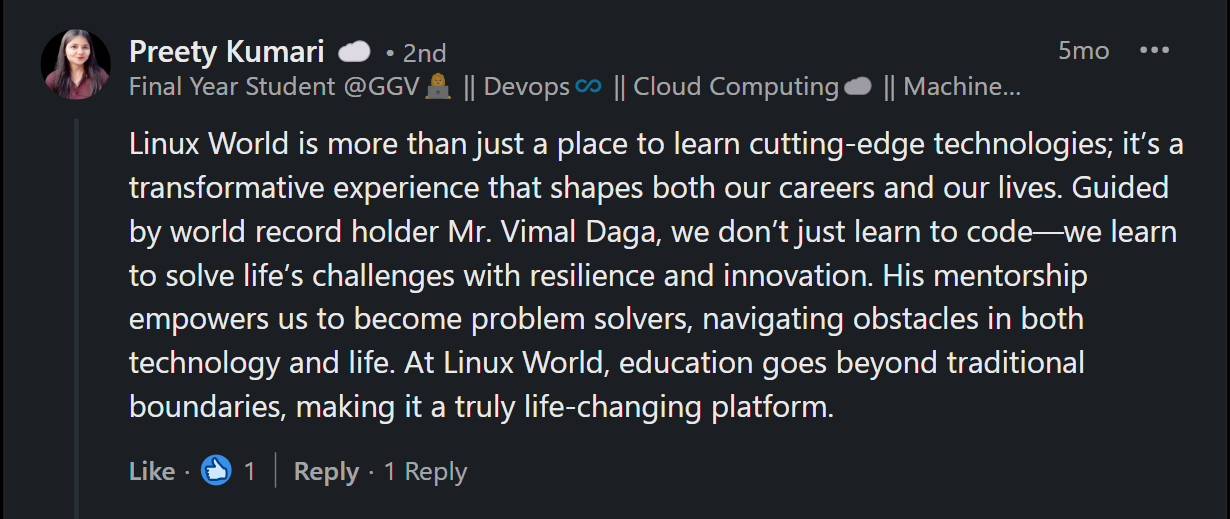 Preety Kumari ☁️ • 2nd
5mo •••
Final Year Student @GGV👩🏾‍💻 || Devops♾️ || Cloud Computing☁️ || Machine...
Linux World is more than just a place to learn cutting-edge technologies; it’s a
transformative experience that shapes both our careers and our lives. Guided
by world record holder Mr. Vimal Daga, we don’t just learn to code—we learn
to solve life’s challenges with resilience and innovation. His mentorship
empowers us to become problem solvers, navigating obstacles in both
technology and life. At Linux World, education goes beyond traditional
boundaries, making it a truly life-changing platform.
Like · 👍 1 | Reply · 1 Reply